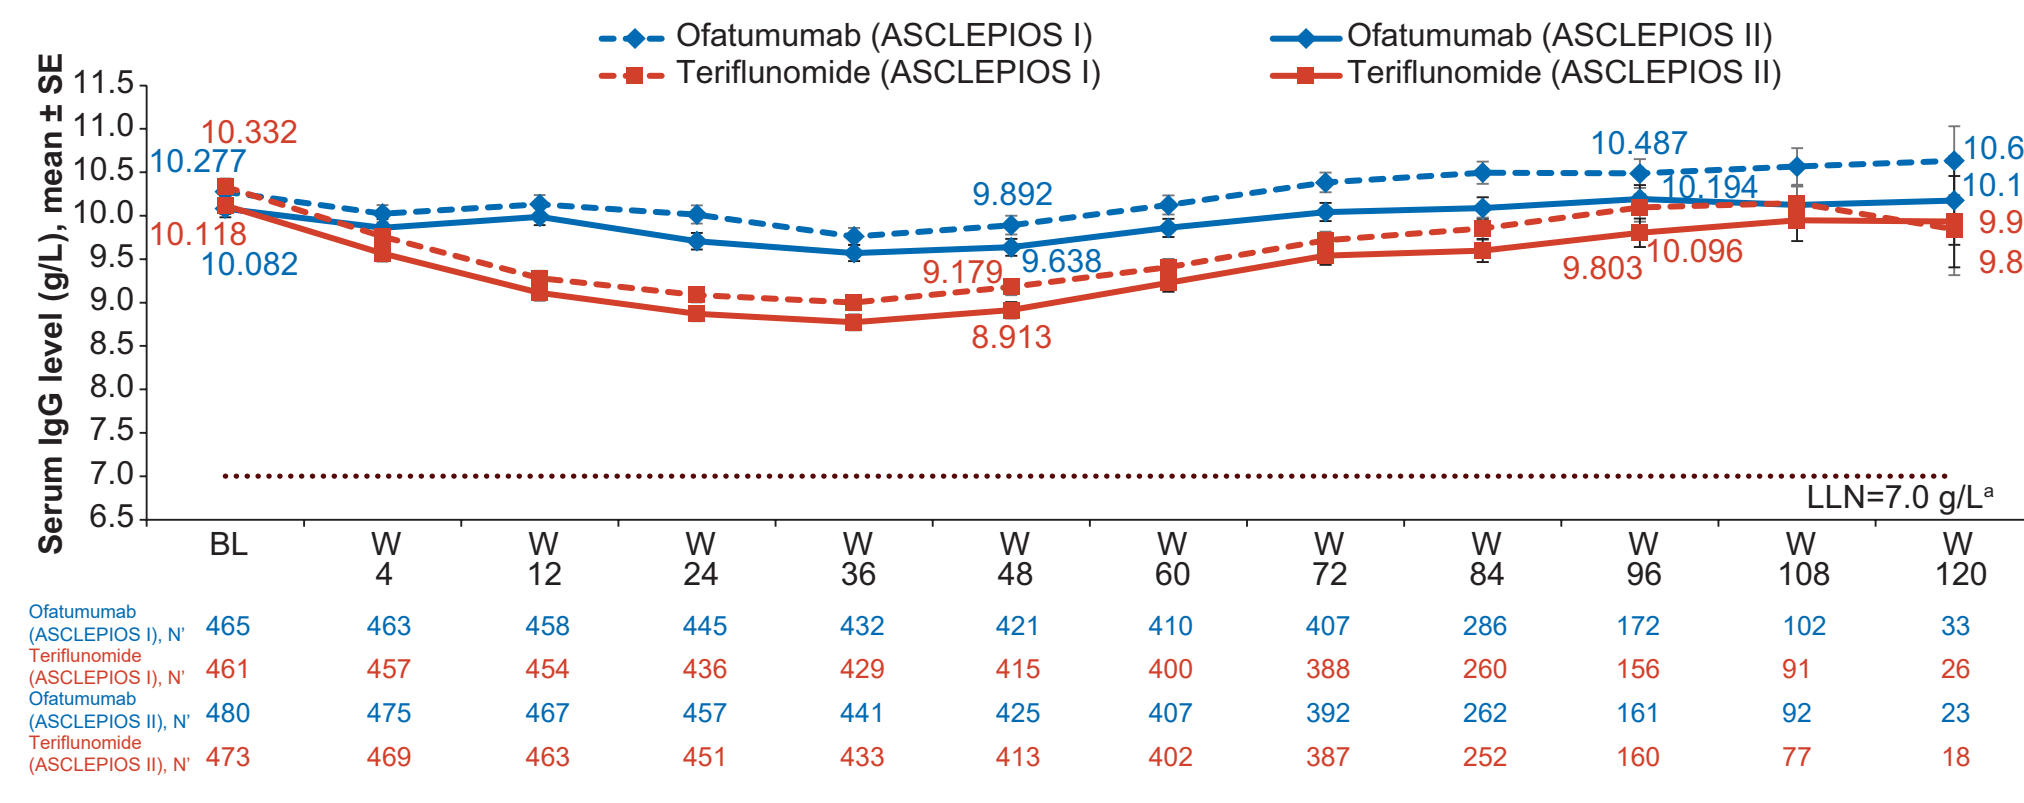 Ofatumumab (ASCLEPIOS I)
Ofatumumab (ASCLEPIOS II)
Teriflunomide (ASCLEPIOS I)
Teriflunomide (ASCLEPIOS II)
Serum IgG level (g/L), mean ± SE
11.5
11.0
10.5
10.0
9.5
9.0
8.5
8.0
7.5
7.0
6.5
10.332
10.277
10.118
10.082
9.892
9.179
9.638
8.913
10.487
10.194
9.803
10.096
10.6
10.1
9.9
9.8
LLN=7.0 g/Lᵃ
BL W W W W W W W W W W W
4 12 24 36 48 60 72 84 96 108 120
Ofatumumab
(ASCLEPIOS I), N’ 465 463 458 445 432 421 410 407 286 172 102 33
Teriflunomide
(ASCLEPIOS I), N’ 461 457 454 436 429 415 400 388 260 156 91 26
Ofatumumab
(ASCLEPIOS II), N’ 480 475 467 457 441 425 407 392 262 161 92 23
Teriflunomide
(ASCLEPIOS II), N’ 473 469 463 451 433 413 402 387 252 160 77 18